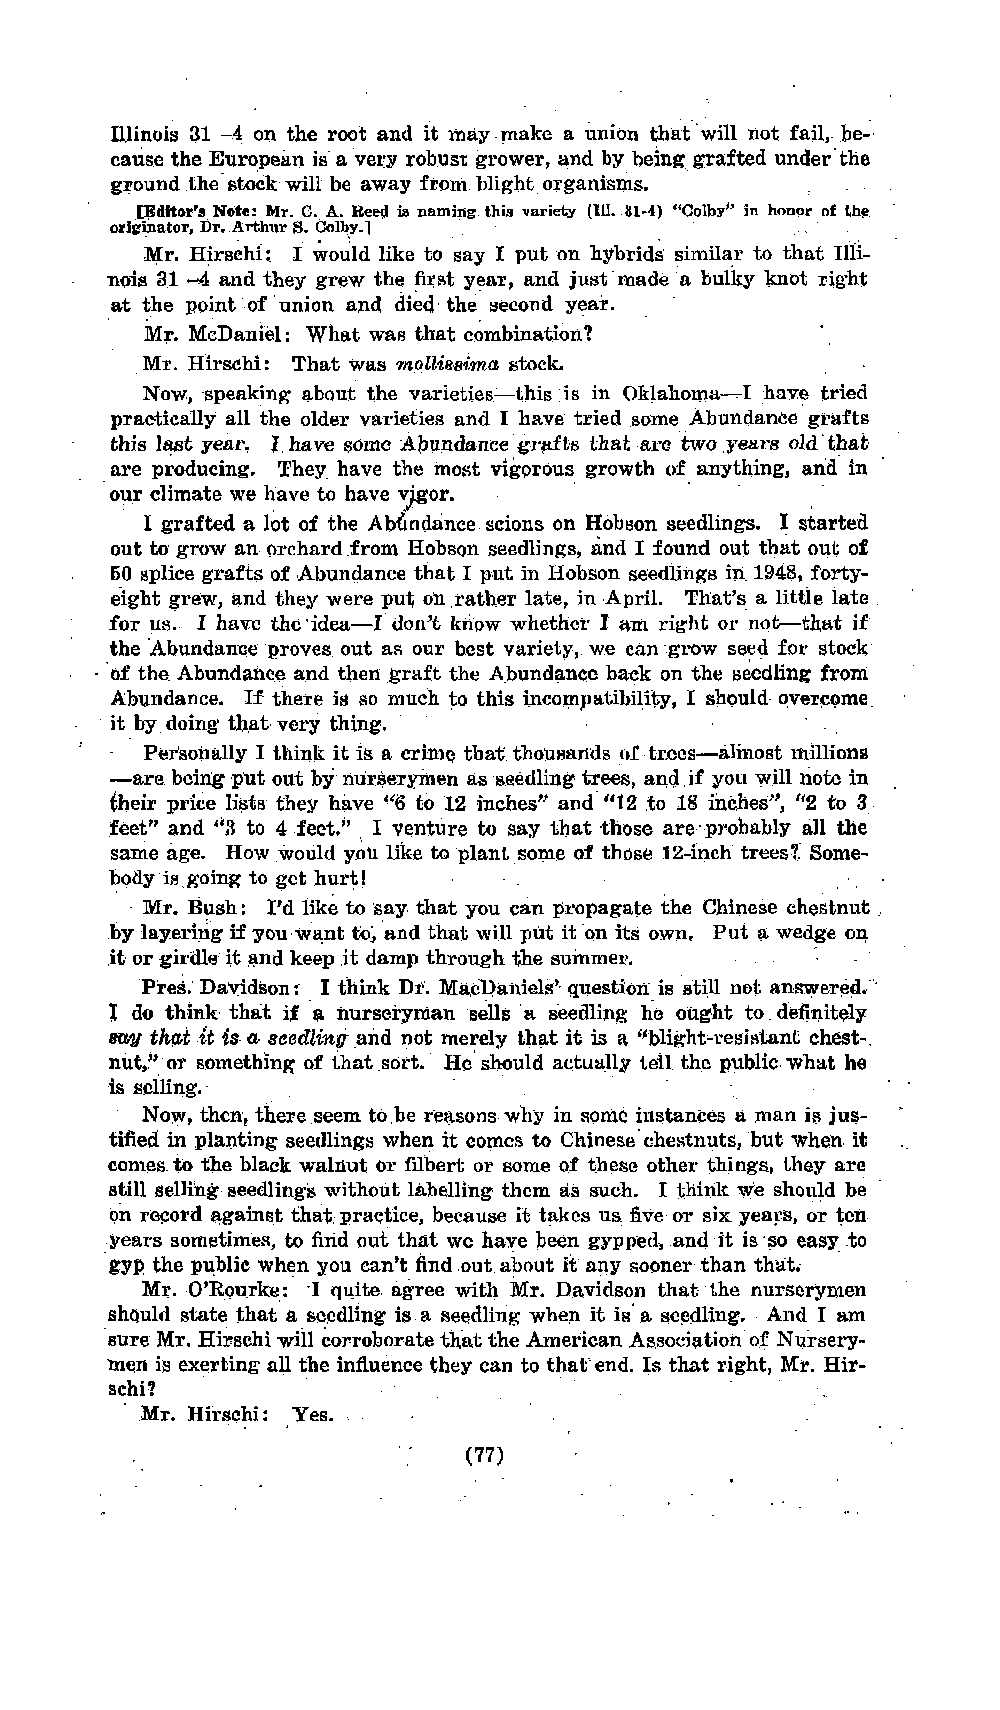 Illinois 31 -4 on the root and it may make a union that will not fail, be-
cause the European is a very robust grower, and by being grafted under the
ground the stock will be away from blight organisms.
[Editor's Note: Mr. C. A. Reed is naming this variety (Ill. 31-4) "Colby" in honor of the
originator, Dr. Arthur S. Colby.]
Mr. Hirschi: I would like to say I put on hybrids similar to that Illi-
nois 31 -4 and they grew the first year, and just made a bulky knot right
at the point of union and died the second year.
Mr. McDaniel: What was that combination?
Mr. Hirschi: That was mollissima stock.
Now, speaking about the varieties—this is in Oklahoma—I have tried
practically all the older varieties and I have tried some Abundance grafts
this last year. I have some Abundance grafts that are two years old that
are producing. They have the most vigorous growth of anything, and in
our climate we have to have vigor.
I grafted a lot of the Abundance scions on Hobson seedlings. I started
out to grow an orchard from Hobson seedlings, and I found out that out of
50 splice grafts of Abundance that I put in Hobson seedlings in 1948, forty-
eight grew, and they were put on rather late, in April. That's a little late
for us. I have the idea—I don't know whether I am right or not—that if
the Abundance proves out as our best variety, we can grow seed for stock
of the Abundance and then graft the Abundance back on the seedling from
Abundance. If there is so much to this incompatibility, I should overcome
it by doing that very thing.
Personally I think it is a crime that thousands of trees—almost millions
—are being put out by nurserymen as seedling trees, and if you will note in
their price lists they have "6 to 12 inches" and "12 to 18 inches", "2 to 3
feet" and "3 to 4 feet." I venture to say that those are probably all the
same age. How would you like to plant some of those 12-inch trees? Some-
body is going to get hurt!
Mr. Bush: I'd like to say that you can propagate the Chinese chestnut
by layering if you want to, and that will put it on its own. Put a wedge on
it or girdle it and keep it damp through the summer.
Pres. Davidson: I think Dr. MacDaniels' question is still not answered.
I do think that if a nurseryman sells a seedling he ought to definitely
say that it is a seedling and not merely that it is a "blight-resistant chest-
nut," or something of that sort. He should actually tell the public what he
is selling.
Now, then, there seem to be reasons why in some instances a man is jus-
tified in planting seedlings when it comes to Chinese chestnuts, but when it
comes to the black walnut or filbert or some of these other things, they are
still selling seedlings without labelling them as such. I think we should be
on record against that practice, because it takes us five or six years, or ten
years sometimes, to find out that we have been gypped, and it is so easy to
gyp the public when you can't find out about it any sooner than that.
Mr. O'Rourke: I quite agree with Mr. Davidson that the nurserymen
should state that a seedling is a seedling when it is a seedling. And I am
sure Mr. Hirschi will corroborate that the American Association of Nursery-
men is exerting all the influence they can to that end. Is that right, Mr. Hir-
schi?
Mr. Hirschi: Yes.
(77)